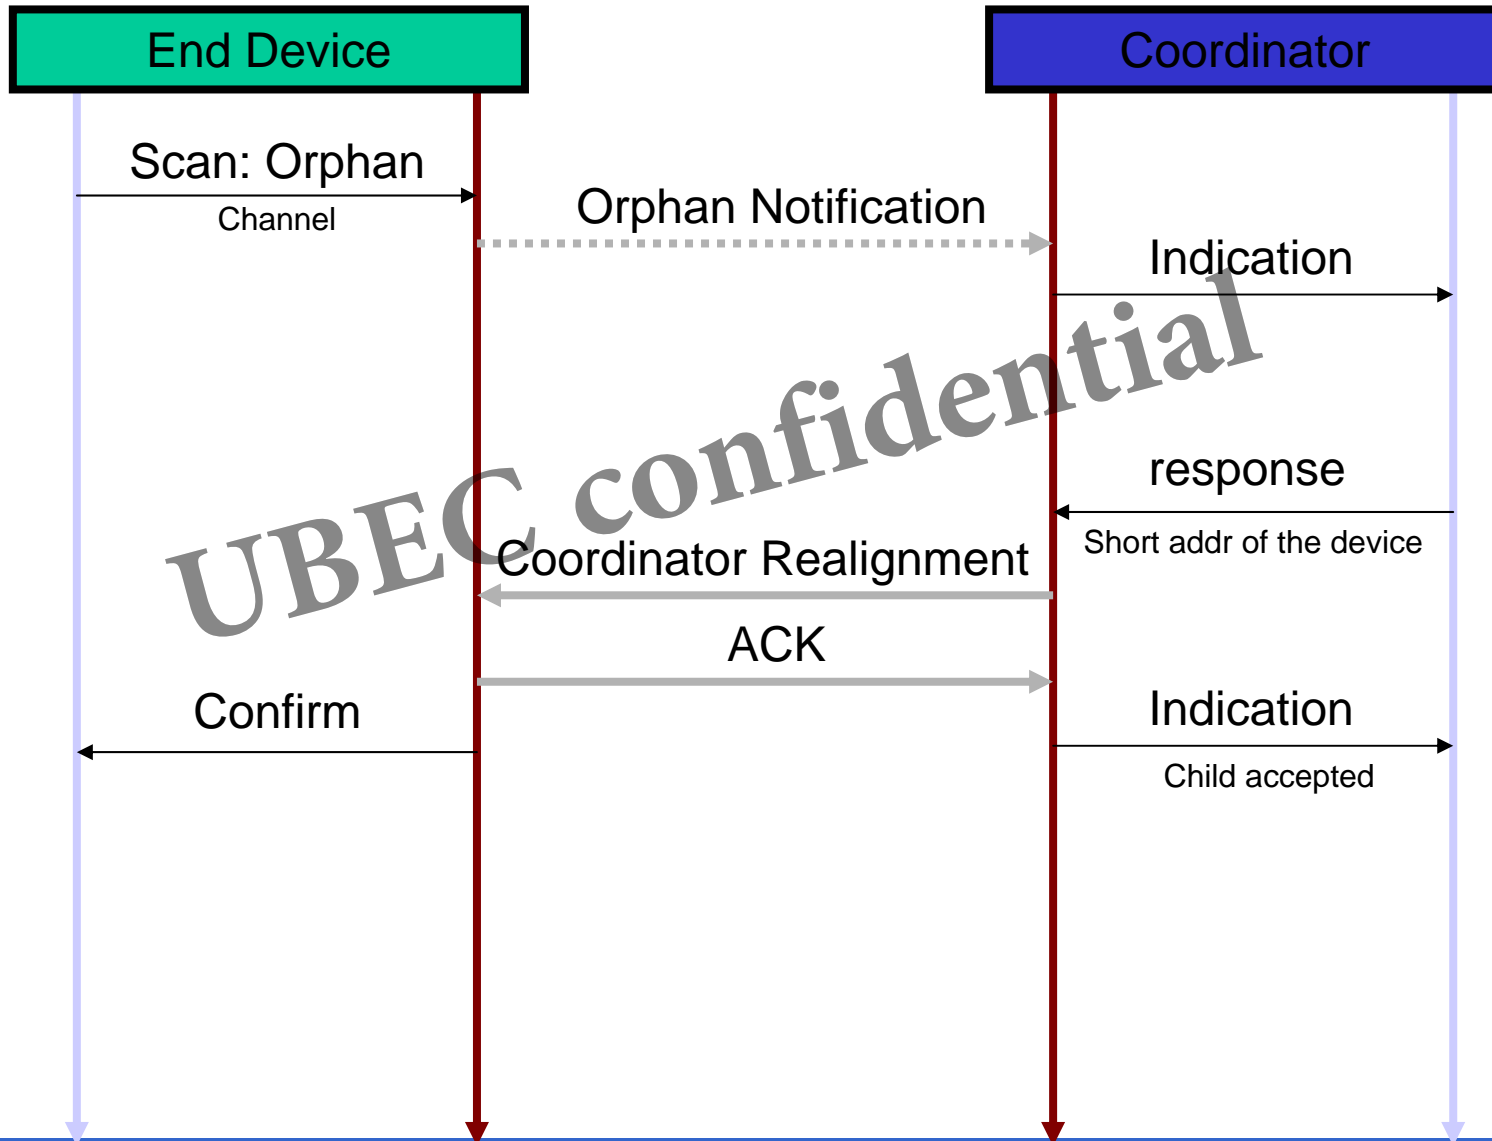 End Device
Coordinator
Scan: Orphan
Channel
Orphan Notification
Indication
UBEC confidential
response
Short addr of the device
Coordinator Realignment
ACK
Confirm
Indication
Child accepted